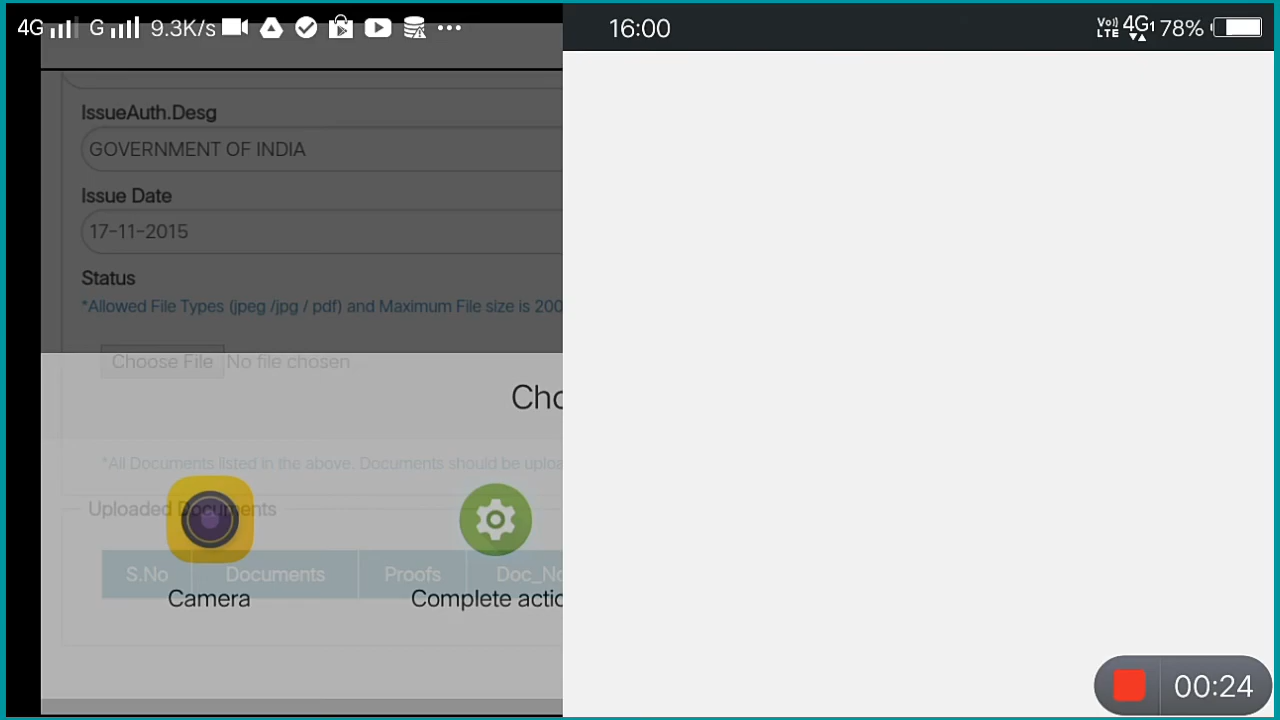 4G G 9.3K/s 16:00 VoLTE 4G1 78%
IssueAuth.Desg
GOVERNMENT OF INDIA
Issue Date
17-11-2015
Status
*Allowed File Types (jpeg /jpg / pdf) and Maximum File size is 200
Choose File No file chosen
Cho
*All Documents listed in the above. Documents should be uploa
Uploaded Documents
S.No Documents Proofs Doc_No
Camera Complete actio
00:24